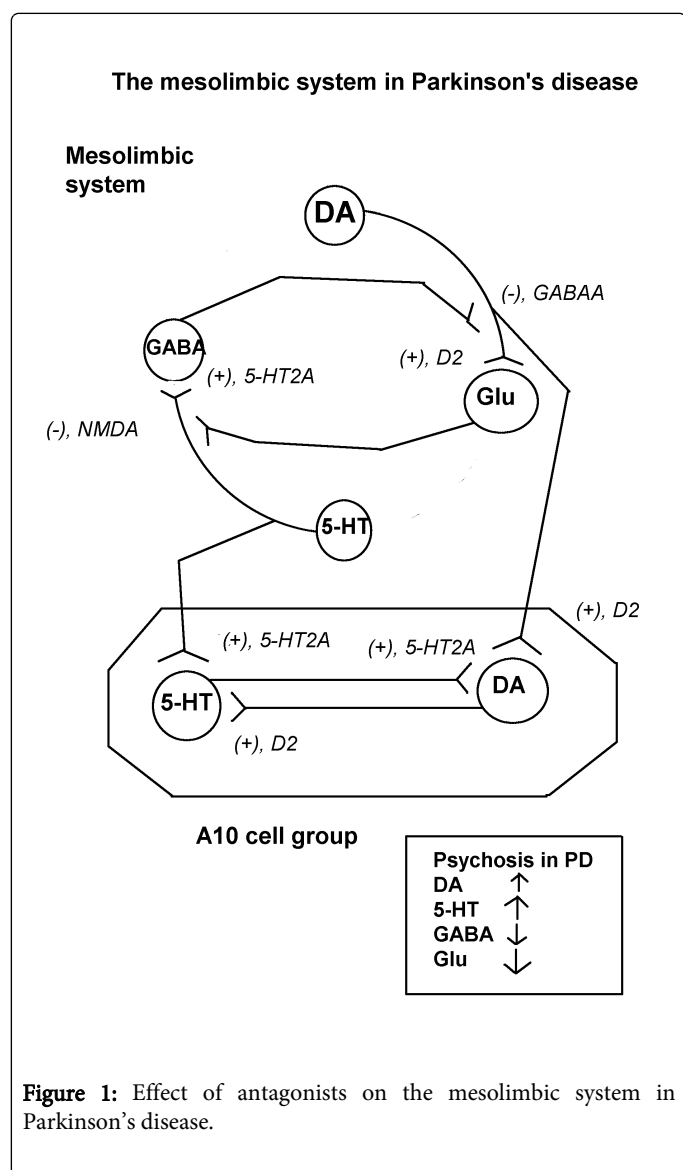 The mesolimbic system in Parkinson's disease
Mesolimbic
system
DA
(-), GABAA
GABA
(+), D2
(+), 5-HT2A
Glu
(-), NMDA
5-HT
(+), D2
(+), 5-HT2A
(+), 5-HT2A
5-HT
DA
(+), D2
A10 cell group
Psychosis in PD
DA ↑
5-HT ↑
GABA ↓
Glu ↓
Figure 1: Effect of antagonists on the mesolimbic system in
Parkinson’s disease.